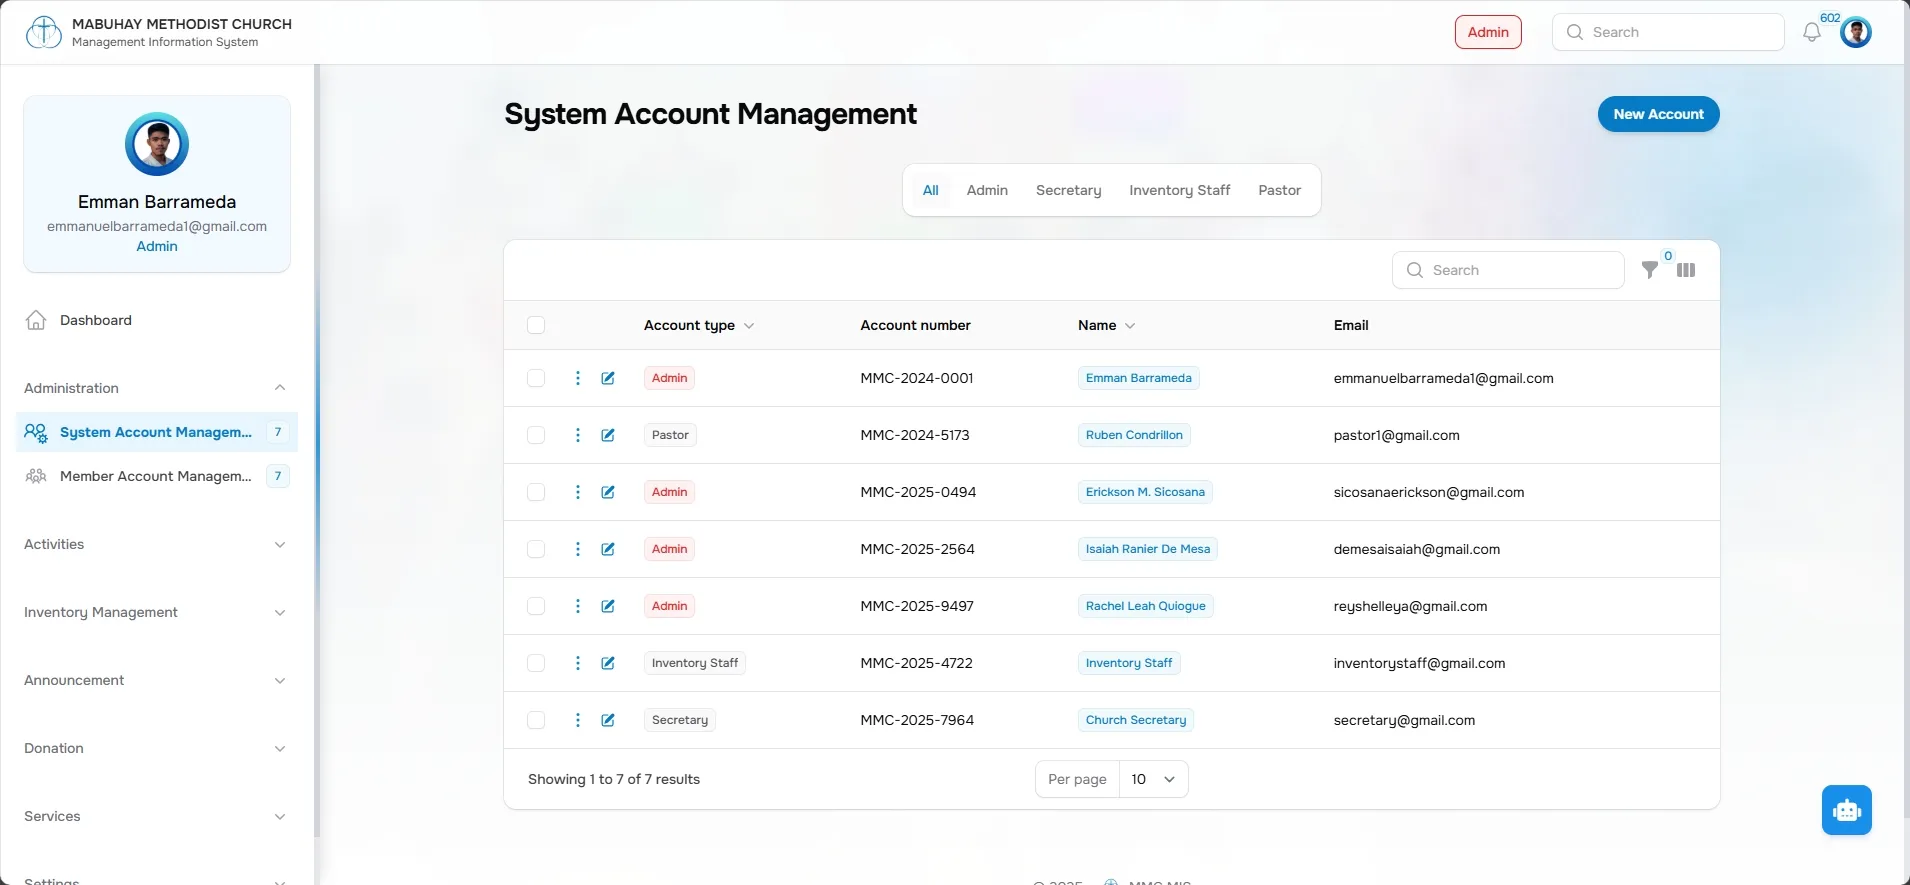 MABUHAY METHODIST CHURCH
Management Information System
Admin
Search
602
Emman Barrameda
emmanuelbarrameda1@gmail.com
Admin
Dashboard
Administration
System Account Managem... 7
Member Account Managem... 7
Activities
Inventory Management
Announcement
Donation
Services
Settings
System Account Management
New Account
All Admin Secretary Inventory Staff Pastor
Search
0
Account type Account number Name Email
Admin MMC-2024-0001 Emman Barrameda emmanuelbarrameda1@gmail.com
Pastor MMC-2024-5173 Ruben Condrillon pastor1@gmail.com
Admin MMC-2025-0494 Erickson M. Sicosana sicosanaerickson@gmail.com
Admin MMC-2025-2564 Isaiah Ranier De Mesa demesaisaiah@gmail.com
Admin MMC-2025-9497 Rachel Leah Quiogue reyshelleya@gmail.com
Inventory Staff MMC-2025-4722 Inventory Staff inventorystaff@gmail.com
Secretary MMC-2025-7964 Church Secretary secretary@gmail.com
Showing 1 to 7 of 7 results
Per page 10
© 2025 MMC MIS